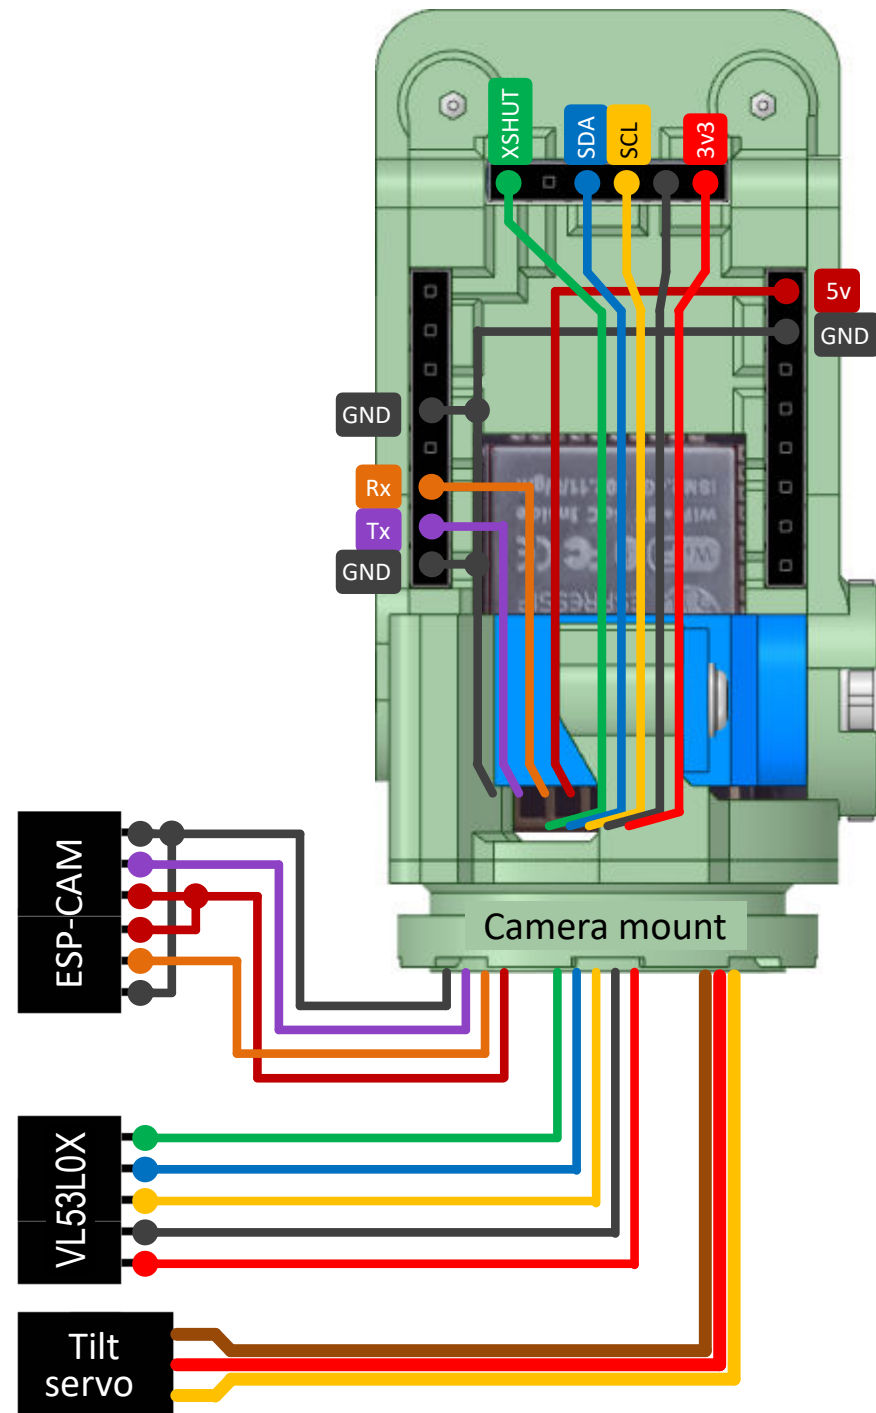 XSHUT
SDA
SCL
3v3
5v
GND
GND
Rx
Tx
GND
ESP-CAM
Camera mount
VL53L0X
Tilt
servo